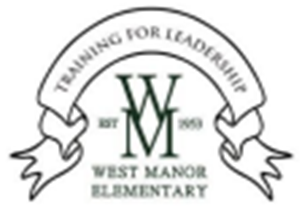 TRAINING FOR LEADERSHIP
WM
EST 1953
WEST MANOR
ELEMENTARY